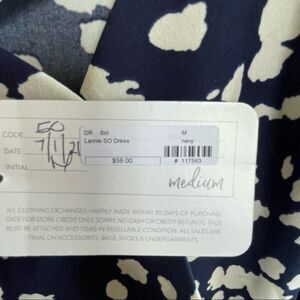 CODE 50
DR. Sol M
Lannie SO Dress navy
DATE 7/1/21
$58.00 # 117593
INITIAL
medium
ALL CLOTHING EXCHANGES HAPPILY MADE WITHIN 30 DAYS OF PURCHASE
DATE FOR STORE CREDIT ONLY. SORRY, NO CASH OR CREDIT REFUNDS. TAGS
MUST BE ATTACHED AND ITEMS IN RESELLABLE CONDITION. ALL SALES ARE
FINAL ON ACCESSORIES, BAGS, SHOES & UNDERGARMENTS.